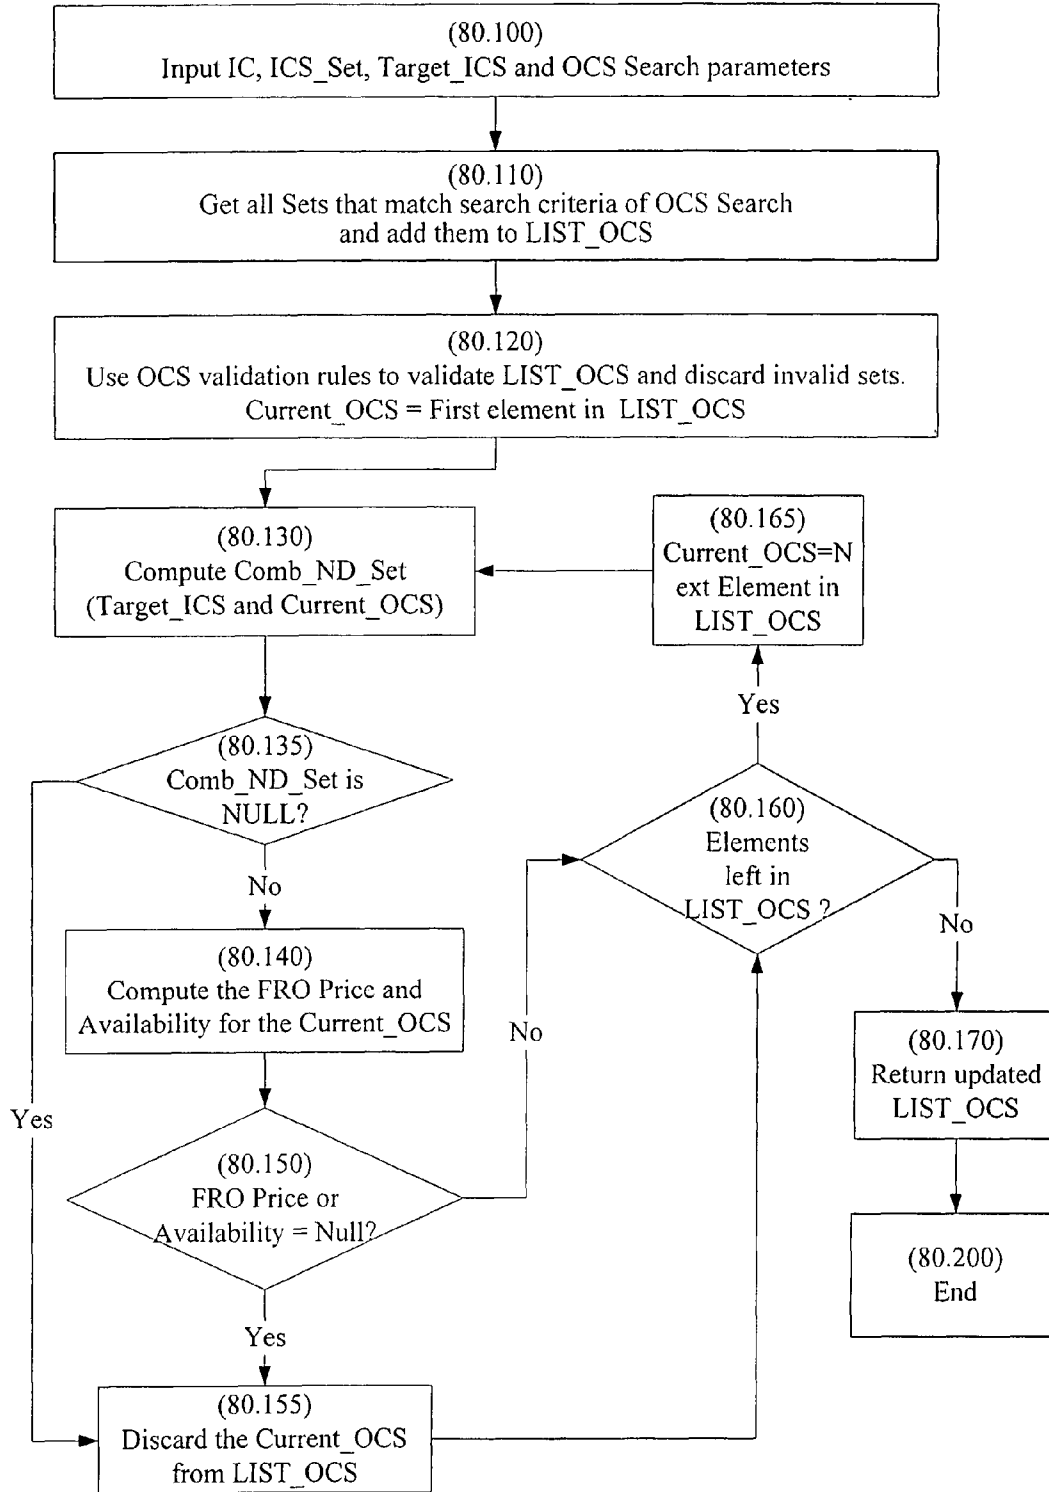 (80.100)
Input IC, ICS_Set, Target_ICS and OCS Search parameters
(80.110)
Get all Sets that match search criteria of OCS Search
and add them to LIST_OCS
(80.120)
Use OCS validation rules to validate LIST_OCS and discard invalid sets.
Current_OCS = First element in LIST_OCS
(80.130)
Compute Comb_ND_Set
(Target_ICS and Current_OCS)
(80.165)
Current_OCS=N
ext Element in
LIST_OCS
Yes
(80.135)
Comb_ND_Set is
NULL?
No
(80.160)
Elements
left in
LIST_OCS ?
No
(80.140)
Compute the FRO Price and
Availability for the Current_OCS
No
(80.170)
Return updated
LIST_OCS
Yes
(80.150)
FRO Price or
Availability = Null?
(80.200)
End
Yes
(80.155)
Discard the Current_OCS
from LIST_OCS